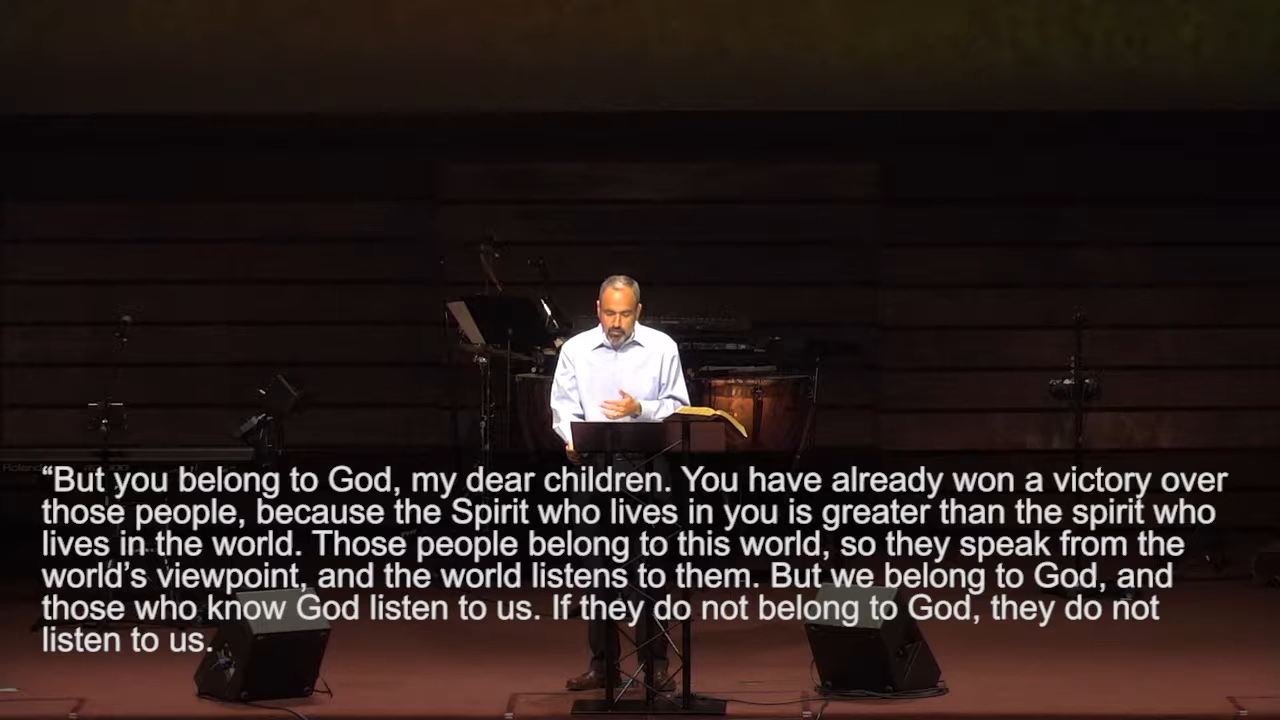 Roland
“But you belong to God, my dear children. You have already won a victory over
those people, because the Spirit who lives in you is greater than the spirit who
lives in the world. Those people belong to this world, so they speak from the
world’s viewpoint, and the world listens to them. But we belong to God, and
those who know God listen to us. If they do not belong to God, they do not
listen to us.